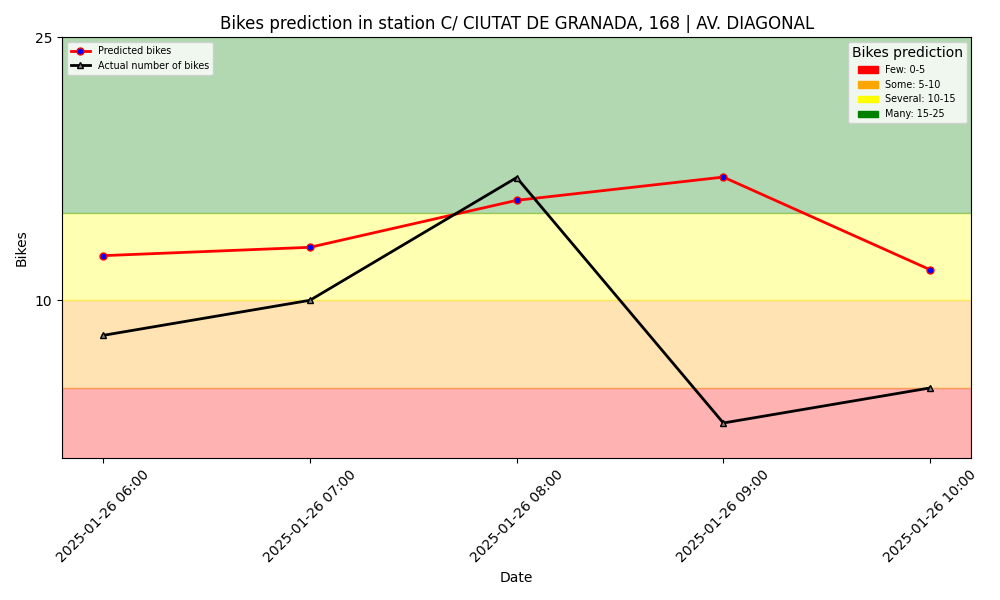 Bikes prediction in station C/ CIUTAT DE GRANADA, 168 | AV. DIAGONAL
25
10
Bikes
Predicted bikes
Actual number of bikes
Bikes prediction
Few: 0-5
Some: 5-10
Several: 10-15
Many: 15-25
2025-01-26 06:00
2025-01-26 07:00
2025-01-26 08:00
2025-01-26 09:00
2025-01-26 10:00
Date